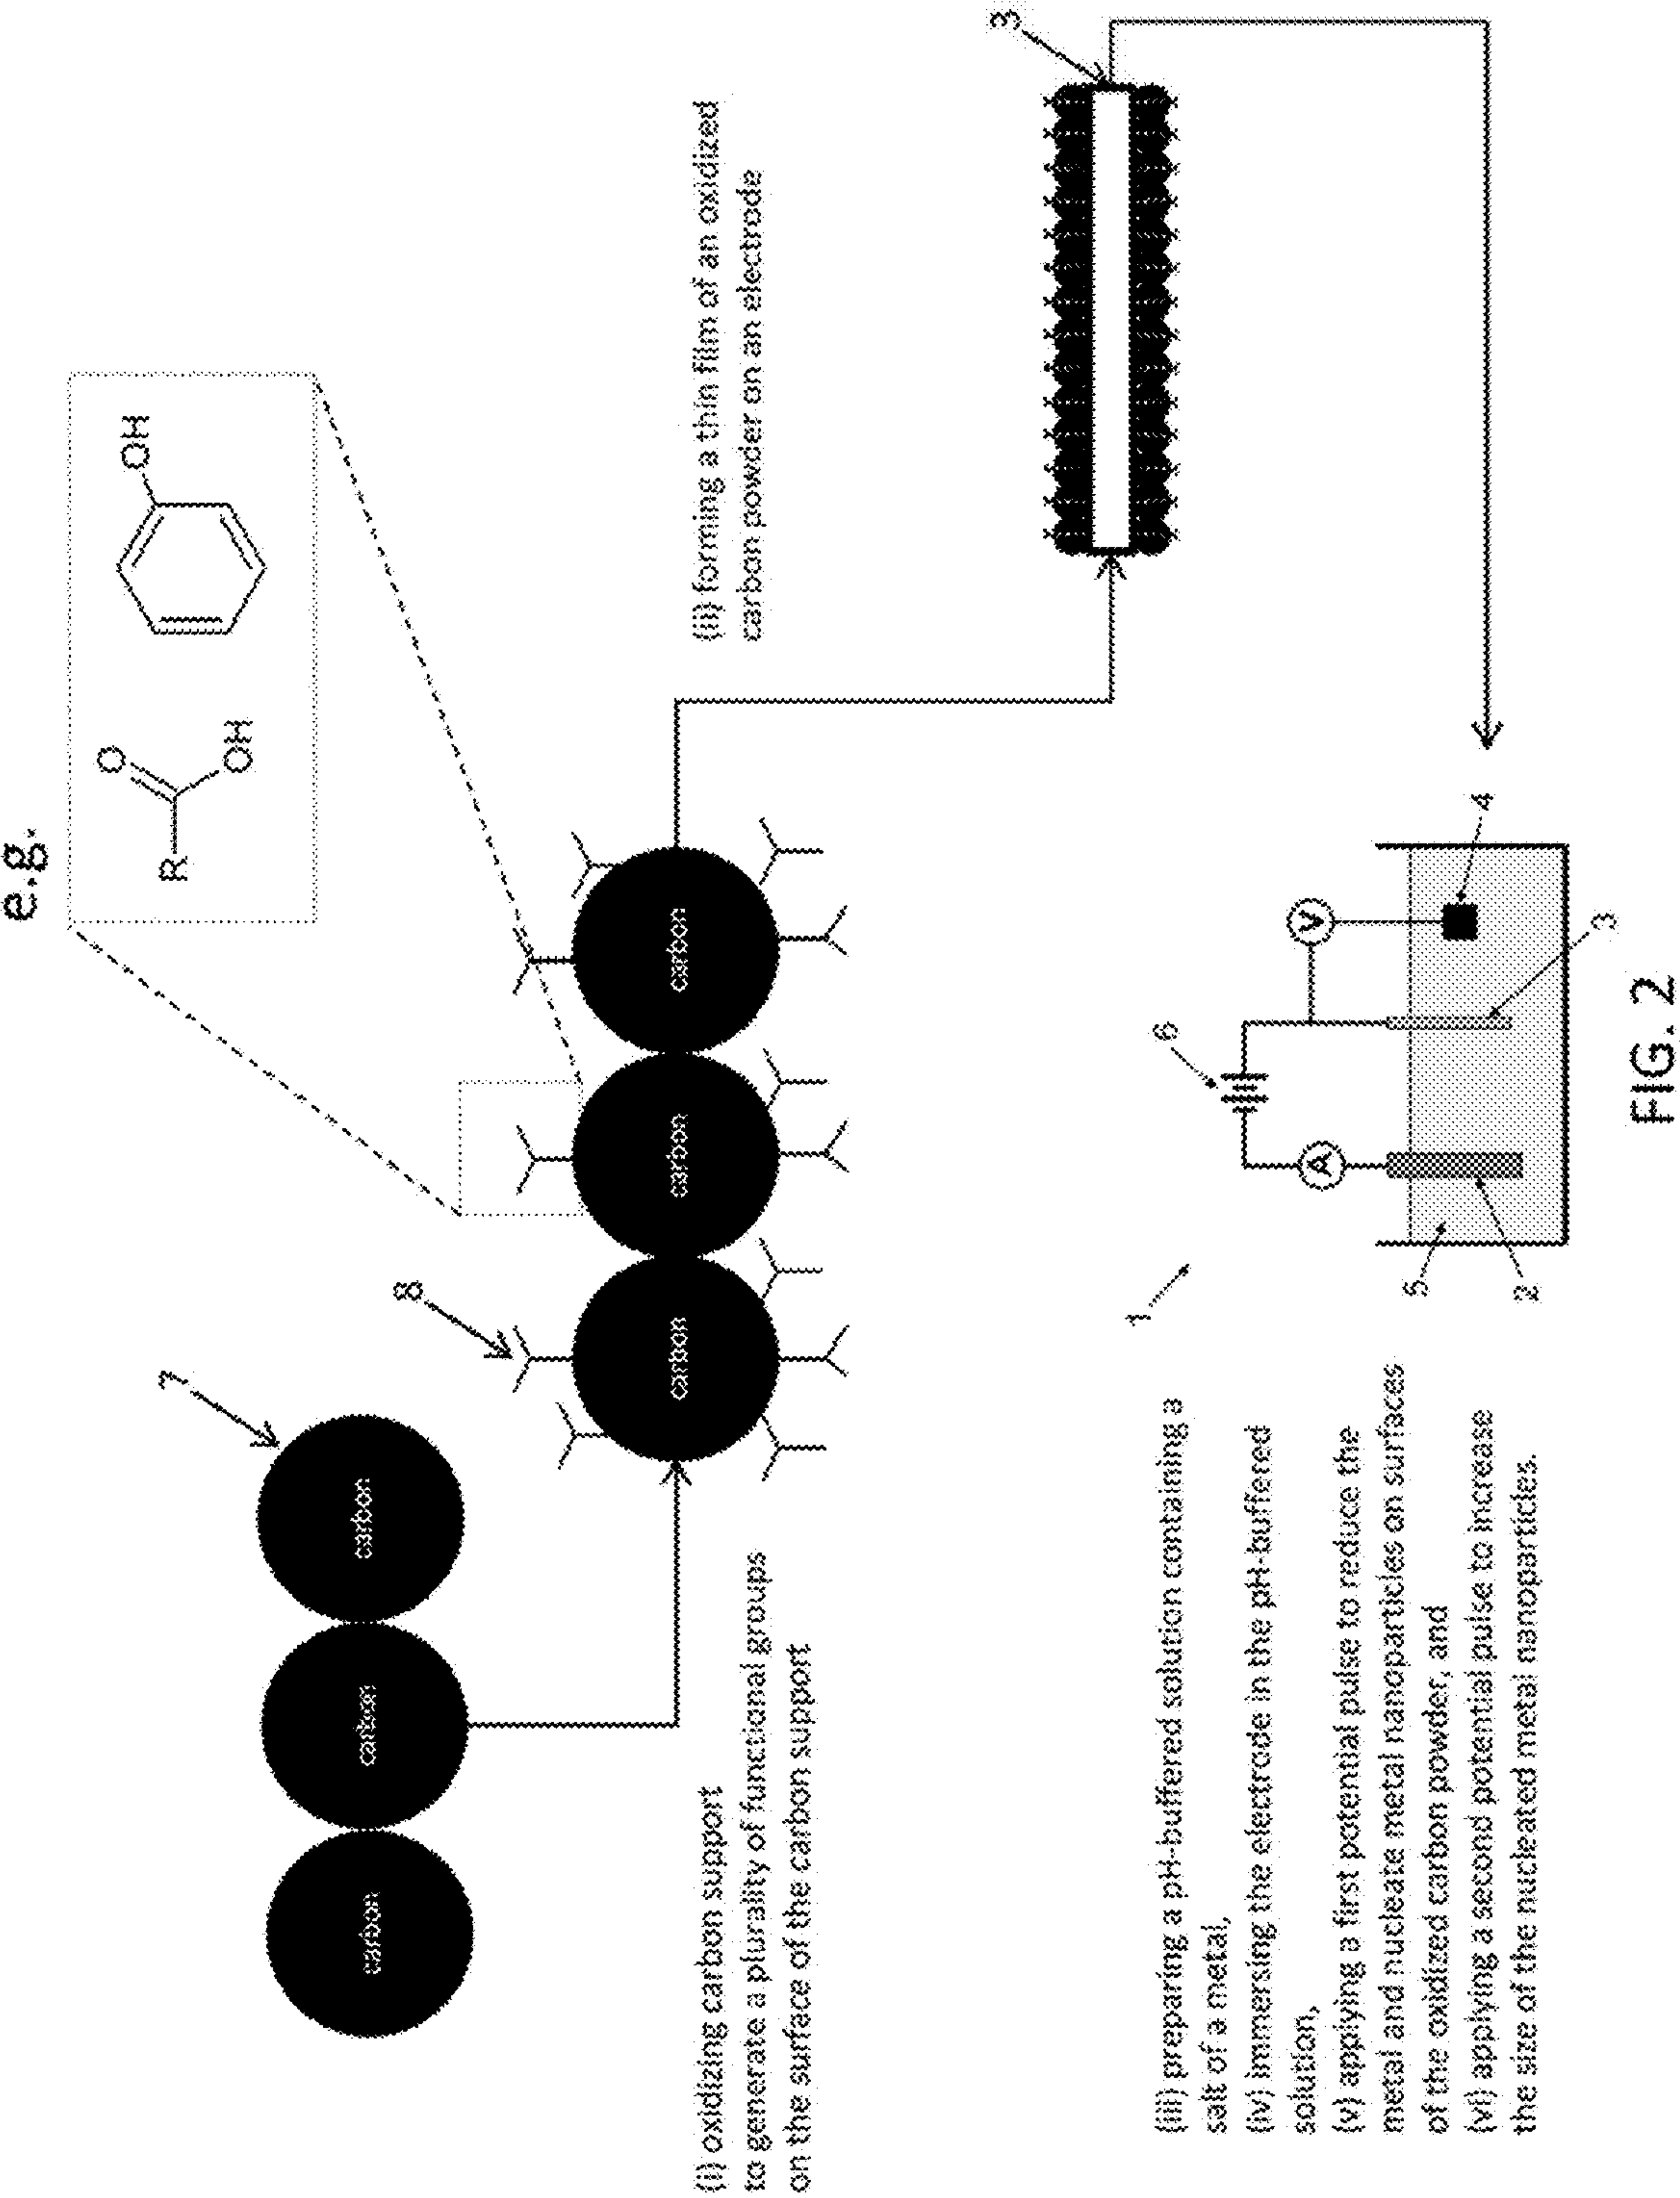 e.g.
R
O
OH
OH
7
carbon
carbon
carbon
8
carbon
carbon
carbon
(i) oxidizing carbon support
to generate a plurality of functional groups
on the surface of the carbon support
(ii) forming a thin film of an oxidized
carbon powder on an electrode
3
(iii) preparing a pH-buffered solution containing a
salt of a metal,
(iv) immersing the electrode in the pH-buffered
solution,
(v) applying a first potential pulse to reduce the
metal and nucleate metal nanoparticles on surfaces
of the oxidized carbon powder, and
(vi) applying a second potential pulse to increase
the size of the nucleated metal nanoparticles.
1
6
A
V
5
2
3
4
FIG. 2